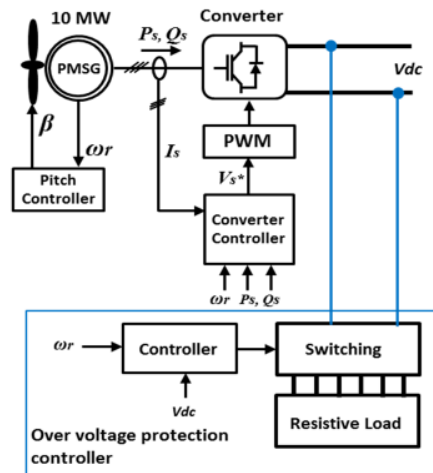 10 MW
Converter
Ps, Qs
PMSG
Vdc
β
ωr
Is
PWM
Pitch
Controller
Vs*
Converter
Controller
ωr Ps, Qs
ωr
Controller
Switching
Vdc
Resistive Load
Over voltage protection
controller